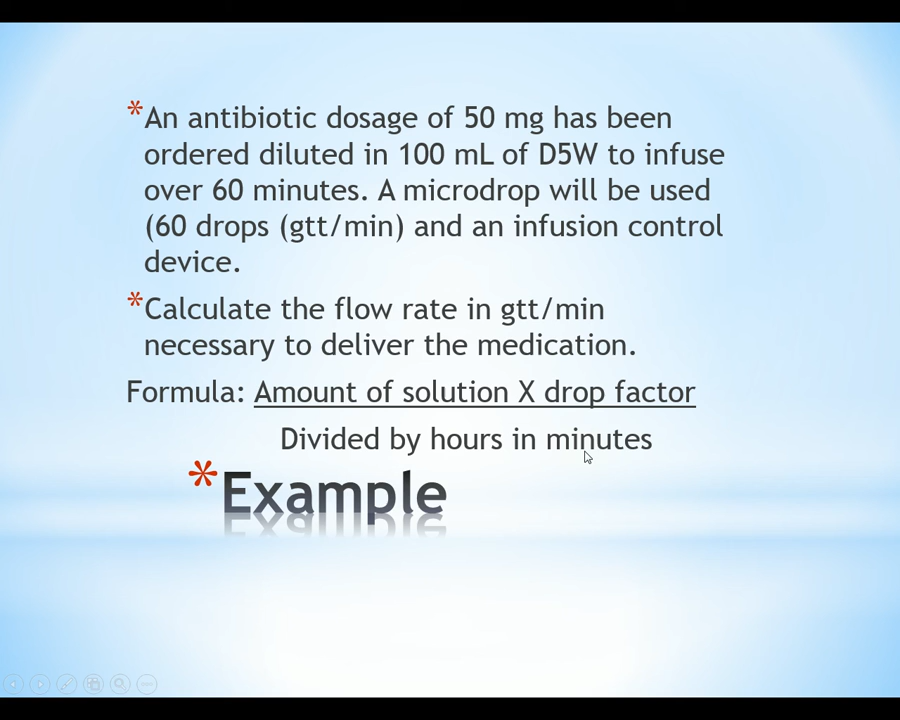 *An antibiotic dosage of 50 mg has been
ordered diluted in 100 mL of D5W to infuse
over 60 minutes. A microdrop will be used
(60 drops (gtt/min) and an infusion control
device.
*Calculate the flow rate in gtt/min
necessary to deliver the medication.
Formula: Amount of solution X drop factor
Divided by hours in minutes
*Example